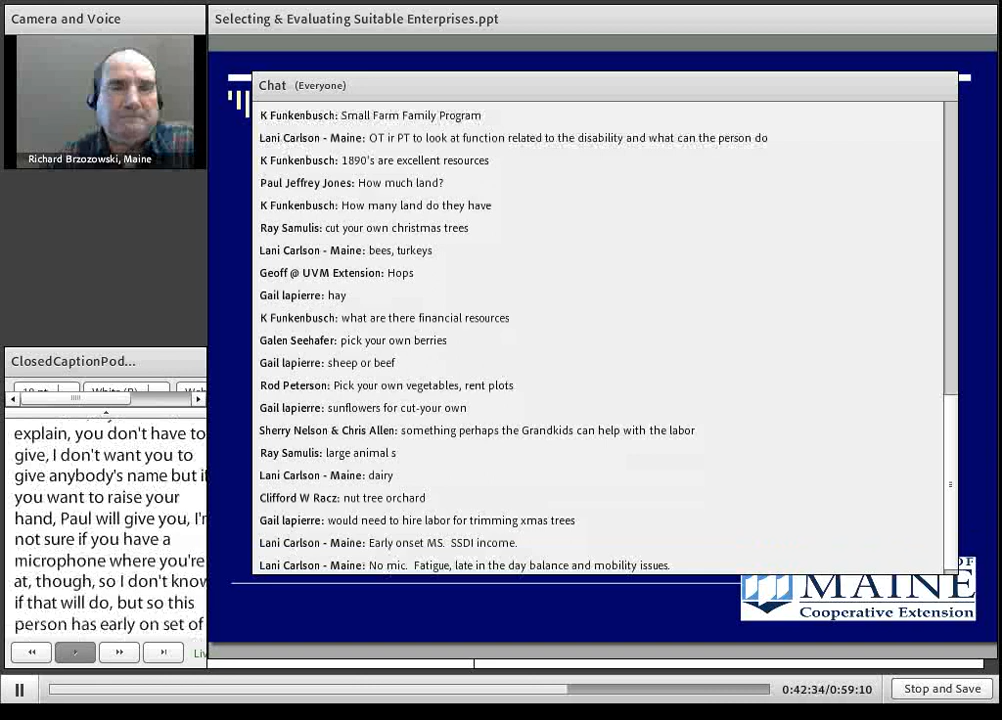 Camera and Voice
Richard Brzozowski, Maine
Selecting & Evaluating Suitable Enterprises.ppt
Chat (Everyone)
K Funkenbusch: Small Farm Family Program
Lani Carlson - Maine: OT ir PT to look at function related to the disability and what can the person do
K Funkenbusch: 1890's are excellent resources
Paul Jeffrey Jones: How much land?
K Funkenbusch: How many land do they have
Ray Samulis: cut your own christmas trees
Lani Carlson - Maine: bees, turkeys
Geoff @ UVM Extension: Hops
Gail lapierre: hay
K Funkenbusch: what are there financial resources
Galen Seehafer: pick your own berries
Gail lapierre: sheep or beef
Rod Peterson: Pick your own vegetables, rent plots
Gail lapierre: sunflowers for cut-your own
Sherry Nelson & Chris Allen: something perhaps the Grandkids can help with the labor
Ray Samulis: large animal s
Lani Carlson - Maine: dairy
Clifford W Racz: nut tree orchard
Gail lapierre: would need to hire labor for trimming xmas trees
Lani Carlson - Maine: Early onset MS. SSDI income.
Lani Carlson - Maine: No mic. Fatigue, late in the day balance and mobility issues.
ClosedCaptionPod...
explain, you don't have to
give, I don't want you to
give anybody's name but if
you want to raise your
hand, Paul will give you, I'm
not sure if you have a
microphone where you're
at, though, so I don't know
if that will do, but so this
person has early on set of
OF
MAINE
Cooperative Extension
0:42:34/0:59:10
Stop and Save